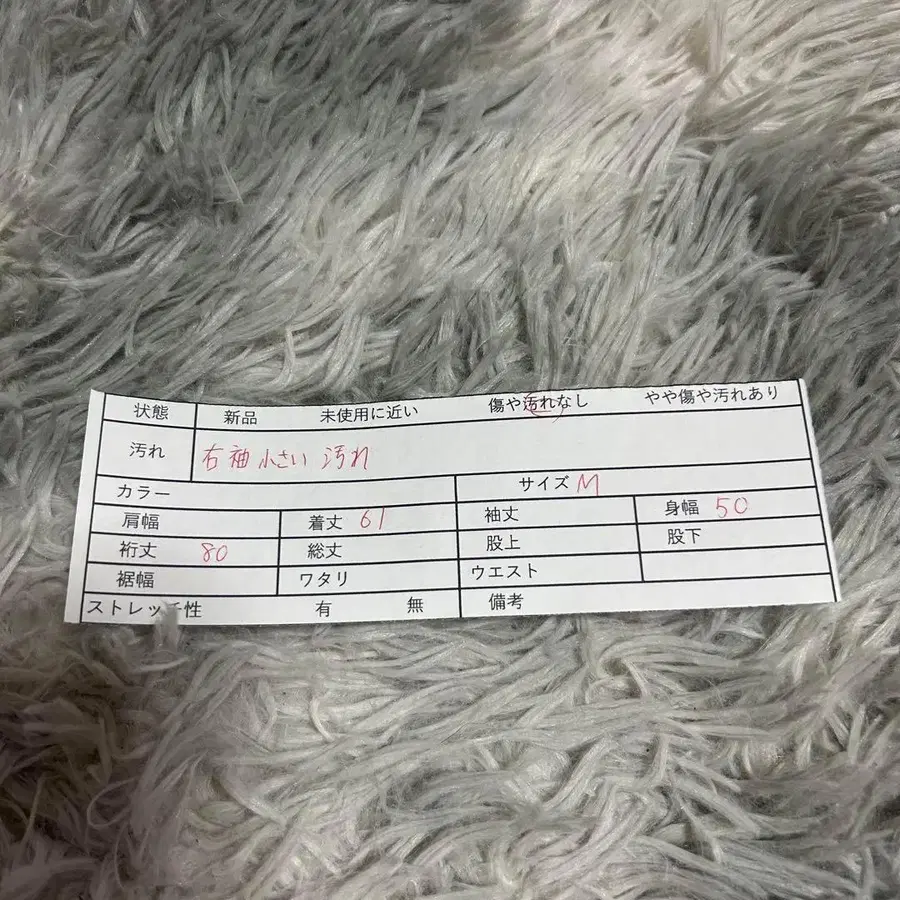 状態 新品 未使用に近い 傷や汚れなし やや傷や汚れあり
汚れ 右袖 小さい 汚れ
カラー サイズ M
肩幅 着丈 61 袖丈 身幅 50
裄丈 80 総丈 股上 股下
裾幅 ワタリ ウエスト
ストレッチ性 有 無 備考